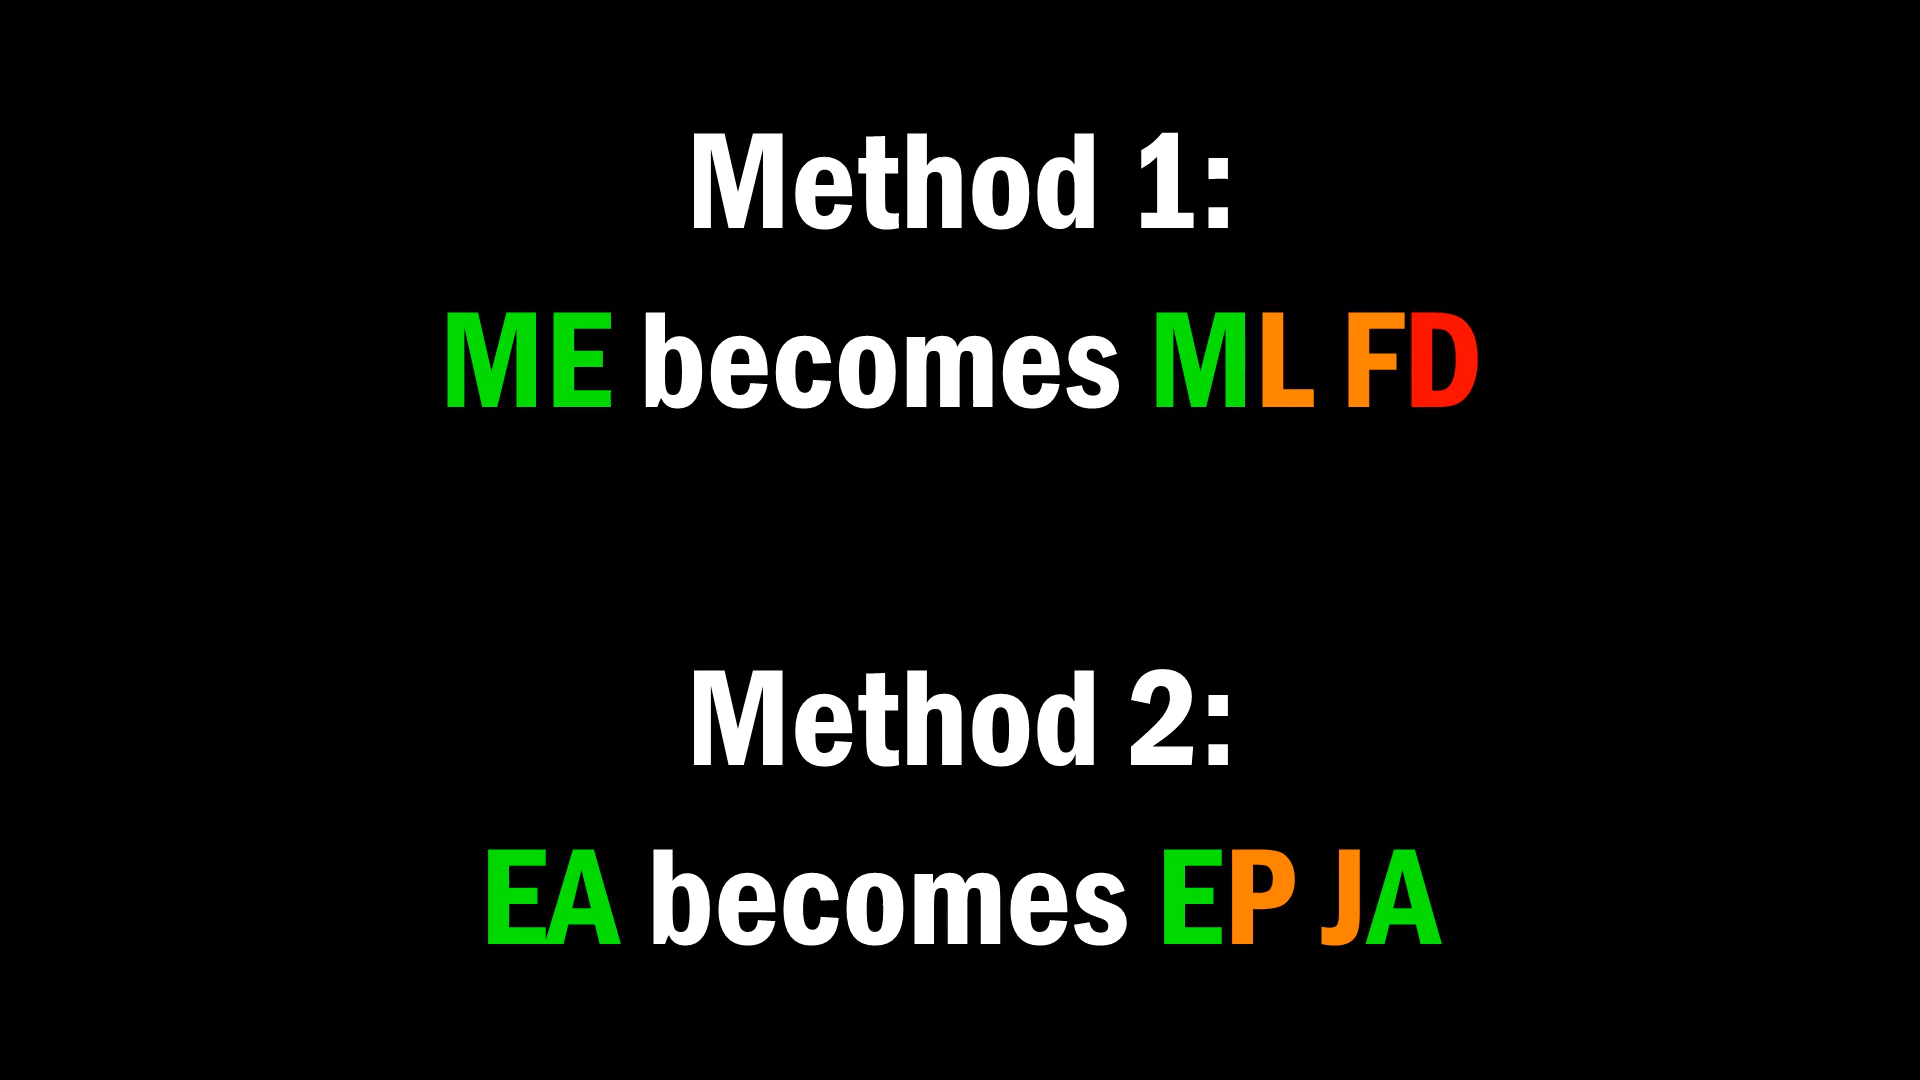 Method 1:
ME becomes ML FD
Method 2:
EA becomes EP JA